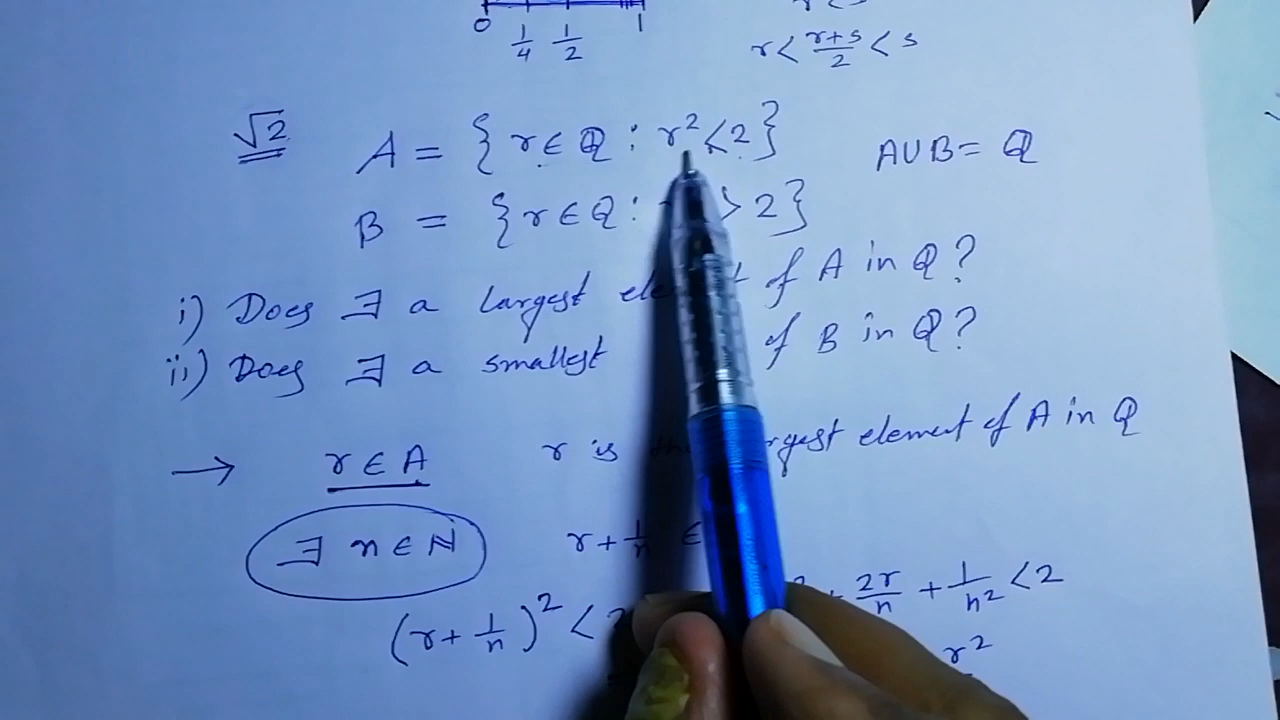 0 1/4 1/2 1
r < (r+s)/2 < s
√2 A = { r ∈ Q : r² < 2 } A∪B = Q
B = { r ∈ Q : > 2 }
i) Does ∃ a largest of A in Q ?
ii) Does ∃ a smallest of B in Q ?
→ r ∈ A r is element of A in Q
∃ n ∈ N r + 1/n ∈
(r + 1/n)² < 2r/n + 1/n² < 2
r²